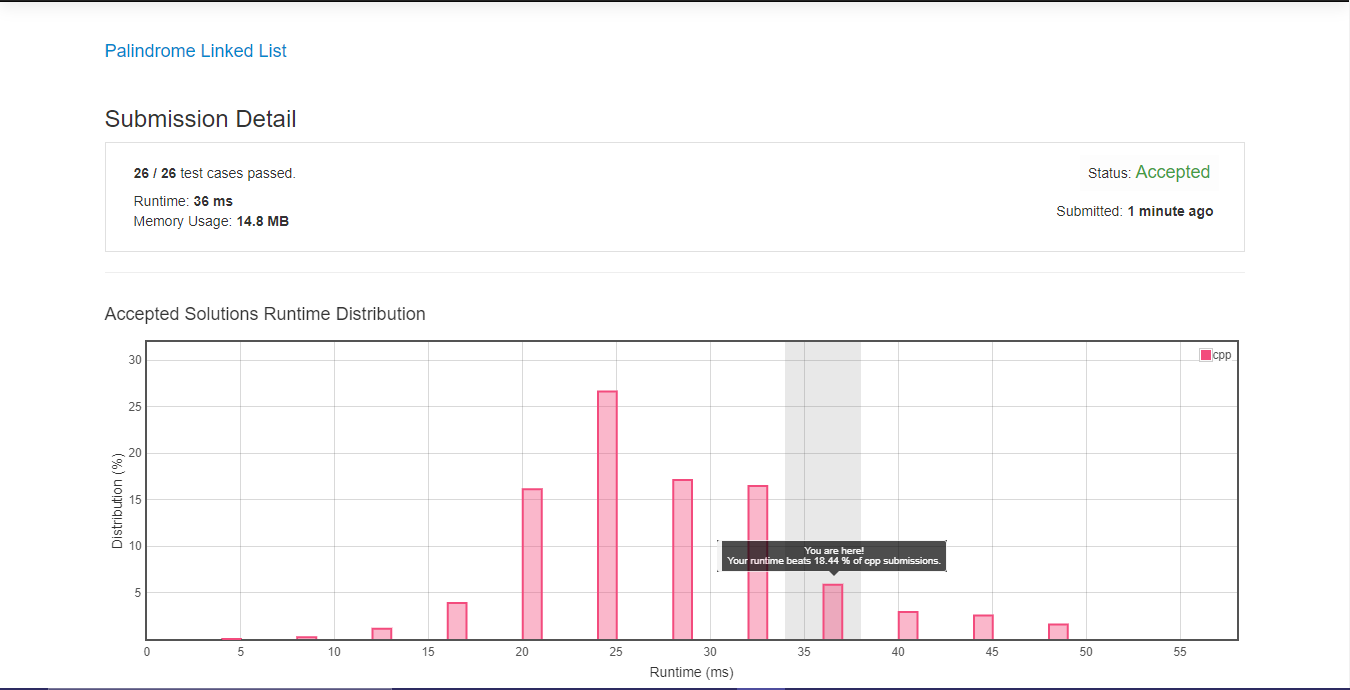 Palindrome Linked List
Submission Detail
26 / 26 test cases passed.
Status: Accepted
Runtime: 36 ms
Memory Usage: 14.8 MB
Submitted: 1 minute ago
Accepted Solutions Runtime Distribution
cpp
30
25
20
15
10
5
Distribution (%)
You are here!
Your runtime beats 18.44 % of cpp submissions.
0 5 10 15 20 25 30 35 40 45 50 55
Runtime (ms)